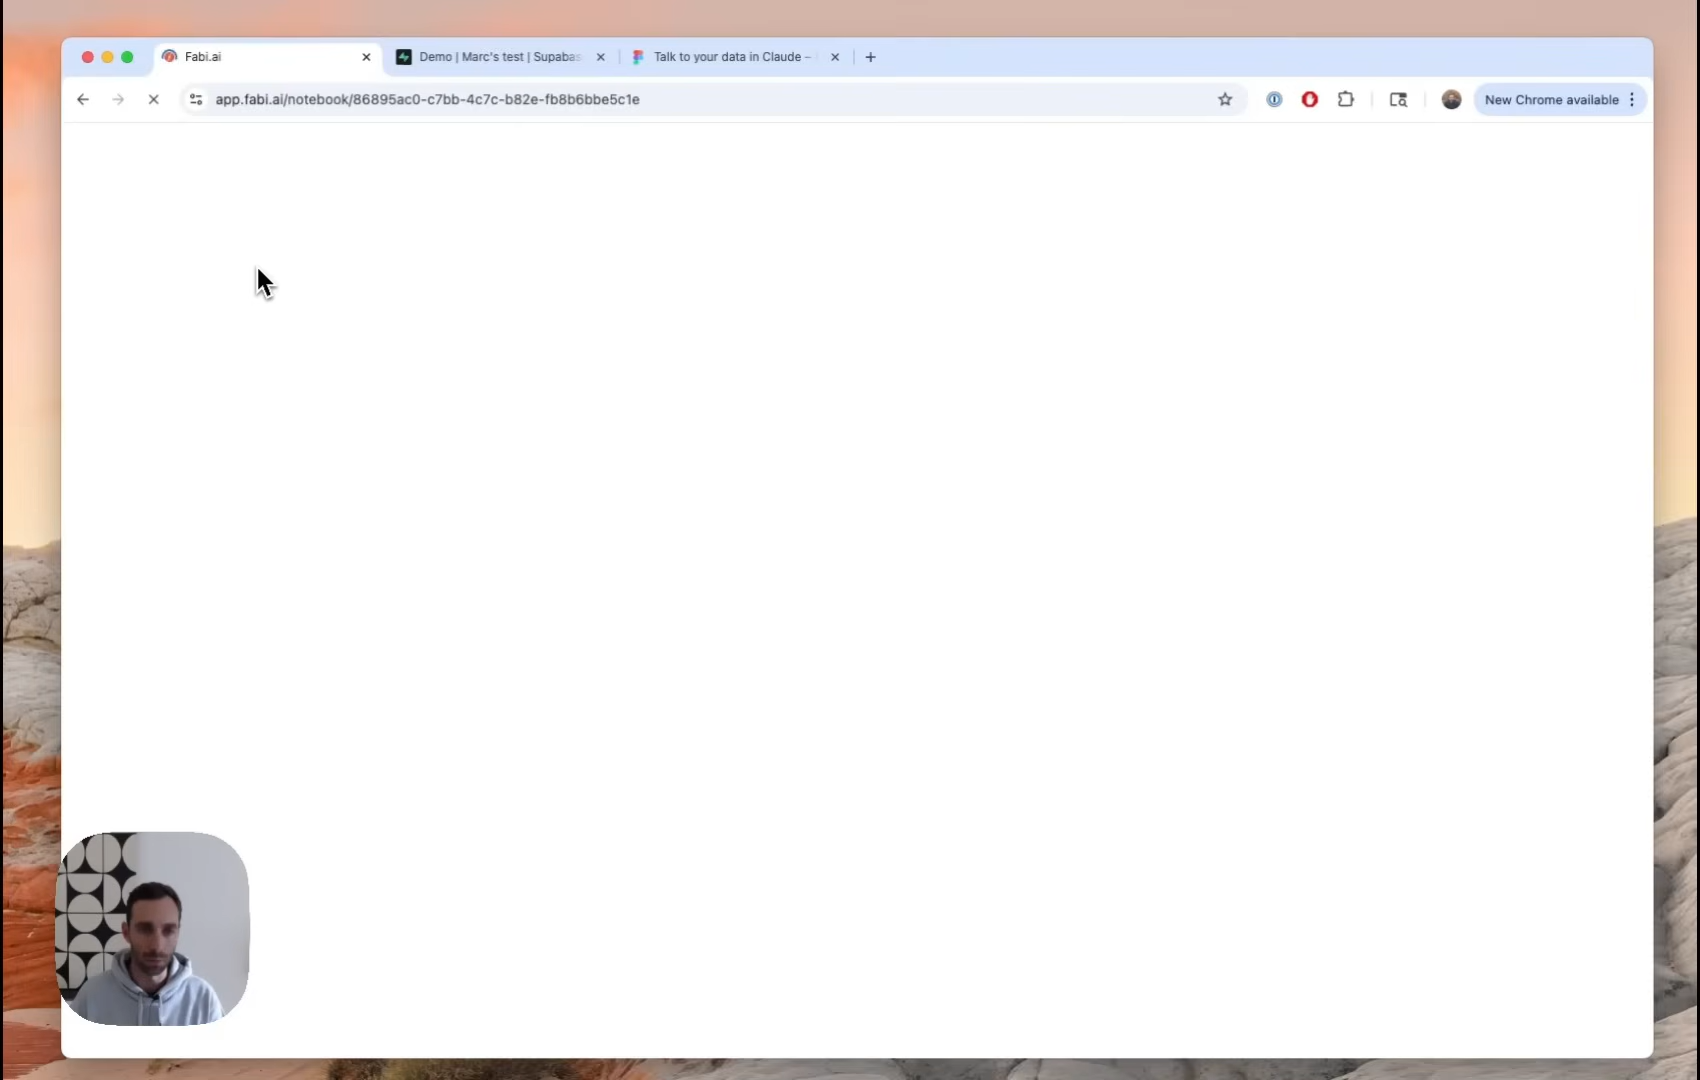 Fabi.ai
Demo | Marc's test | Supabas
Talk to your data in Claude –
app.fabi.ai/notebook/86895ac0-c7bb-4c7c-b82e-fb8b6bbe5c1e
New Chrome available